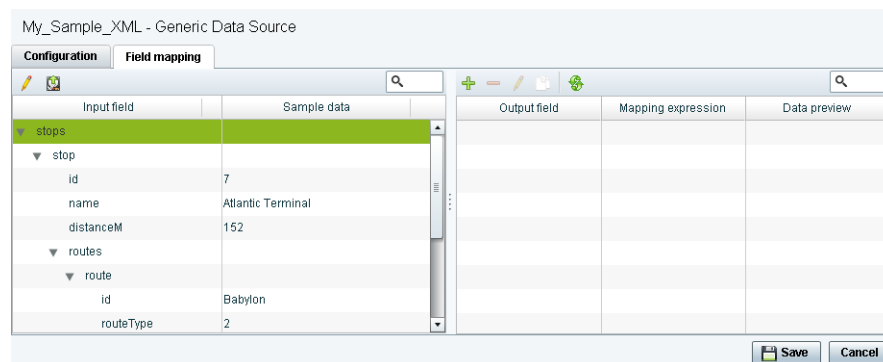 My_Sample_XML - Generic Data Source
Configuration Field mapping
Input field Sample data Output field Mapping expression Data preview
stops
stop
id 7
name Atlantic Terminal
distanceM 152
routes
route
id Babylon
routeType 2
Save Cancel